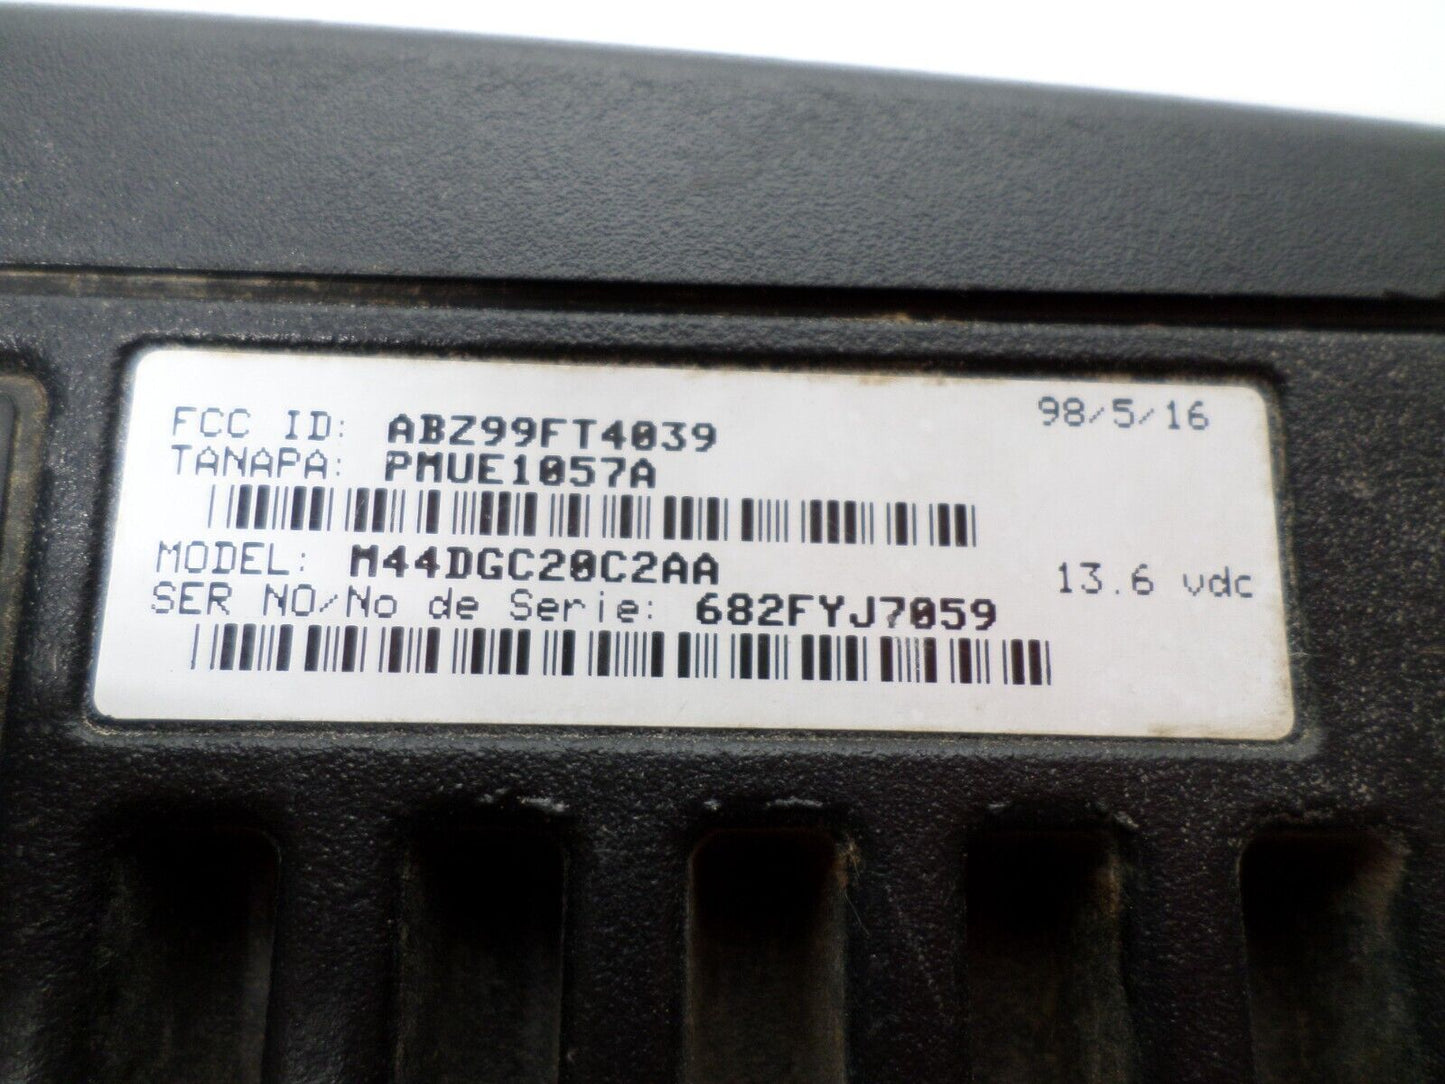 FCC ID: ABZ99FT4039 98/5/16
TANAPA: PMUE1057A
MODEL: M44DGC20C2AA 13.6 vdc
SER NO/No de Serie: 682FYJ7059